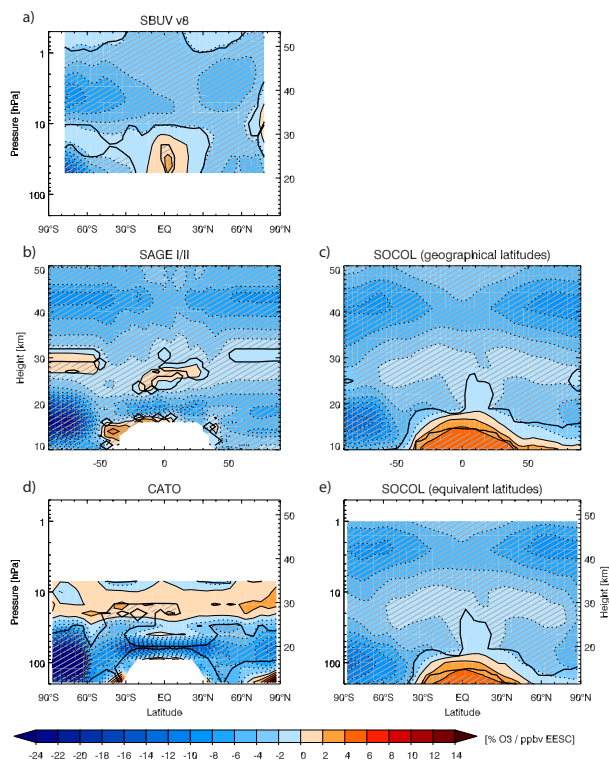 a)
SBUV v8
Pressure [hPa]
1
10
100
50
40
30
20
90°S 60°S 30°S EQ 30°N 60°N 90°N
b)
SAGE I/II
c)
SOCOL (geographical latitudes)
Height [km]
50
40
30
20
10
50
40
30
20
10
-50 0 50
-50 0 50
d)
CATO
e)
SOCOL (equivalent latitudes)
Pressure [hPa]
1
10
100
50
40
30
20
1
10
100
50
40
30
20
Height [km]
90°S 60°S 30°S EQ 30°N 60°N 90°N
90°S 60°S 30°S EQ 30°N 60°N 90°N
Latitude
Latitude
[% O3 / ppbv EESC]
-24 -22 -20 -18 -16 -14 -12 -10 -8 -6 -4 -2 0 2 4 6 8 10 12 14